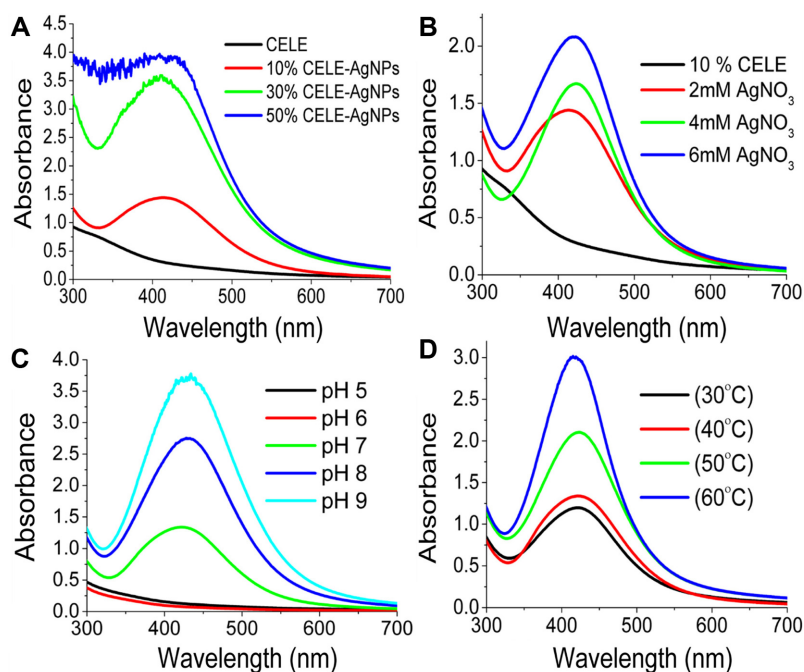 A
Absorbance
4.5
4.0
3.5
3.0
2.5
2.0
1.5
1.0
0.5
0.0
CELE
10% CELE-AgNPs
30% CELE-AgNPs
50% CELE-AgNPs
300 400 500 600 700
Wavelength (nm)
B
Absorbance
2.0
1.5
1.0
0.5
0.0
10 % CELE
2mM AgNO₃
4mM AgNO₃
6mM AgNO₃
300 400 500 600 700
Wavelength (nm)
C
Absorbance
4.0
3.5
3.0
2.5
2.0
1.5
1.0
0.5
0.0
pH 5
pH 6
pH 7
pH 8
pH 9
300 400 500 600 700
Wavelength (nm)
D
Absorbance
3.0
2.5
2.0
1.5
1.0
0.5
0.0
(30°C)
(40°C)
(50°C)
(60°C)
300 400 500 600 700
Wavelength (nm)